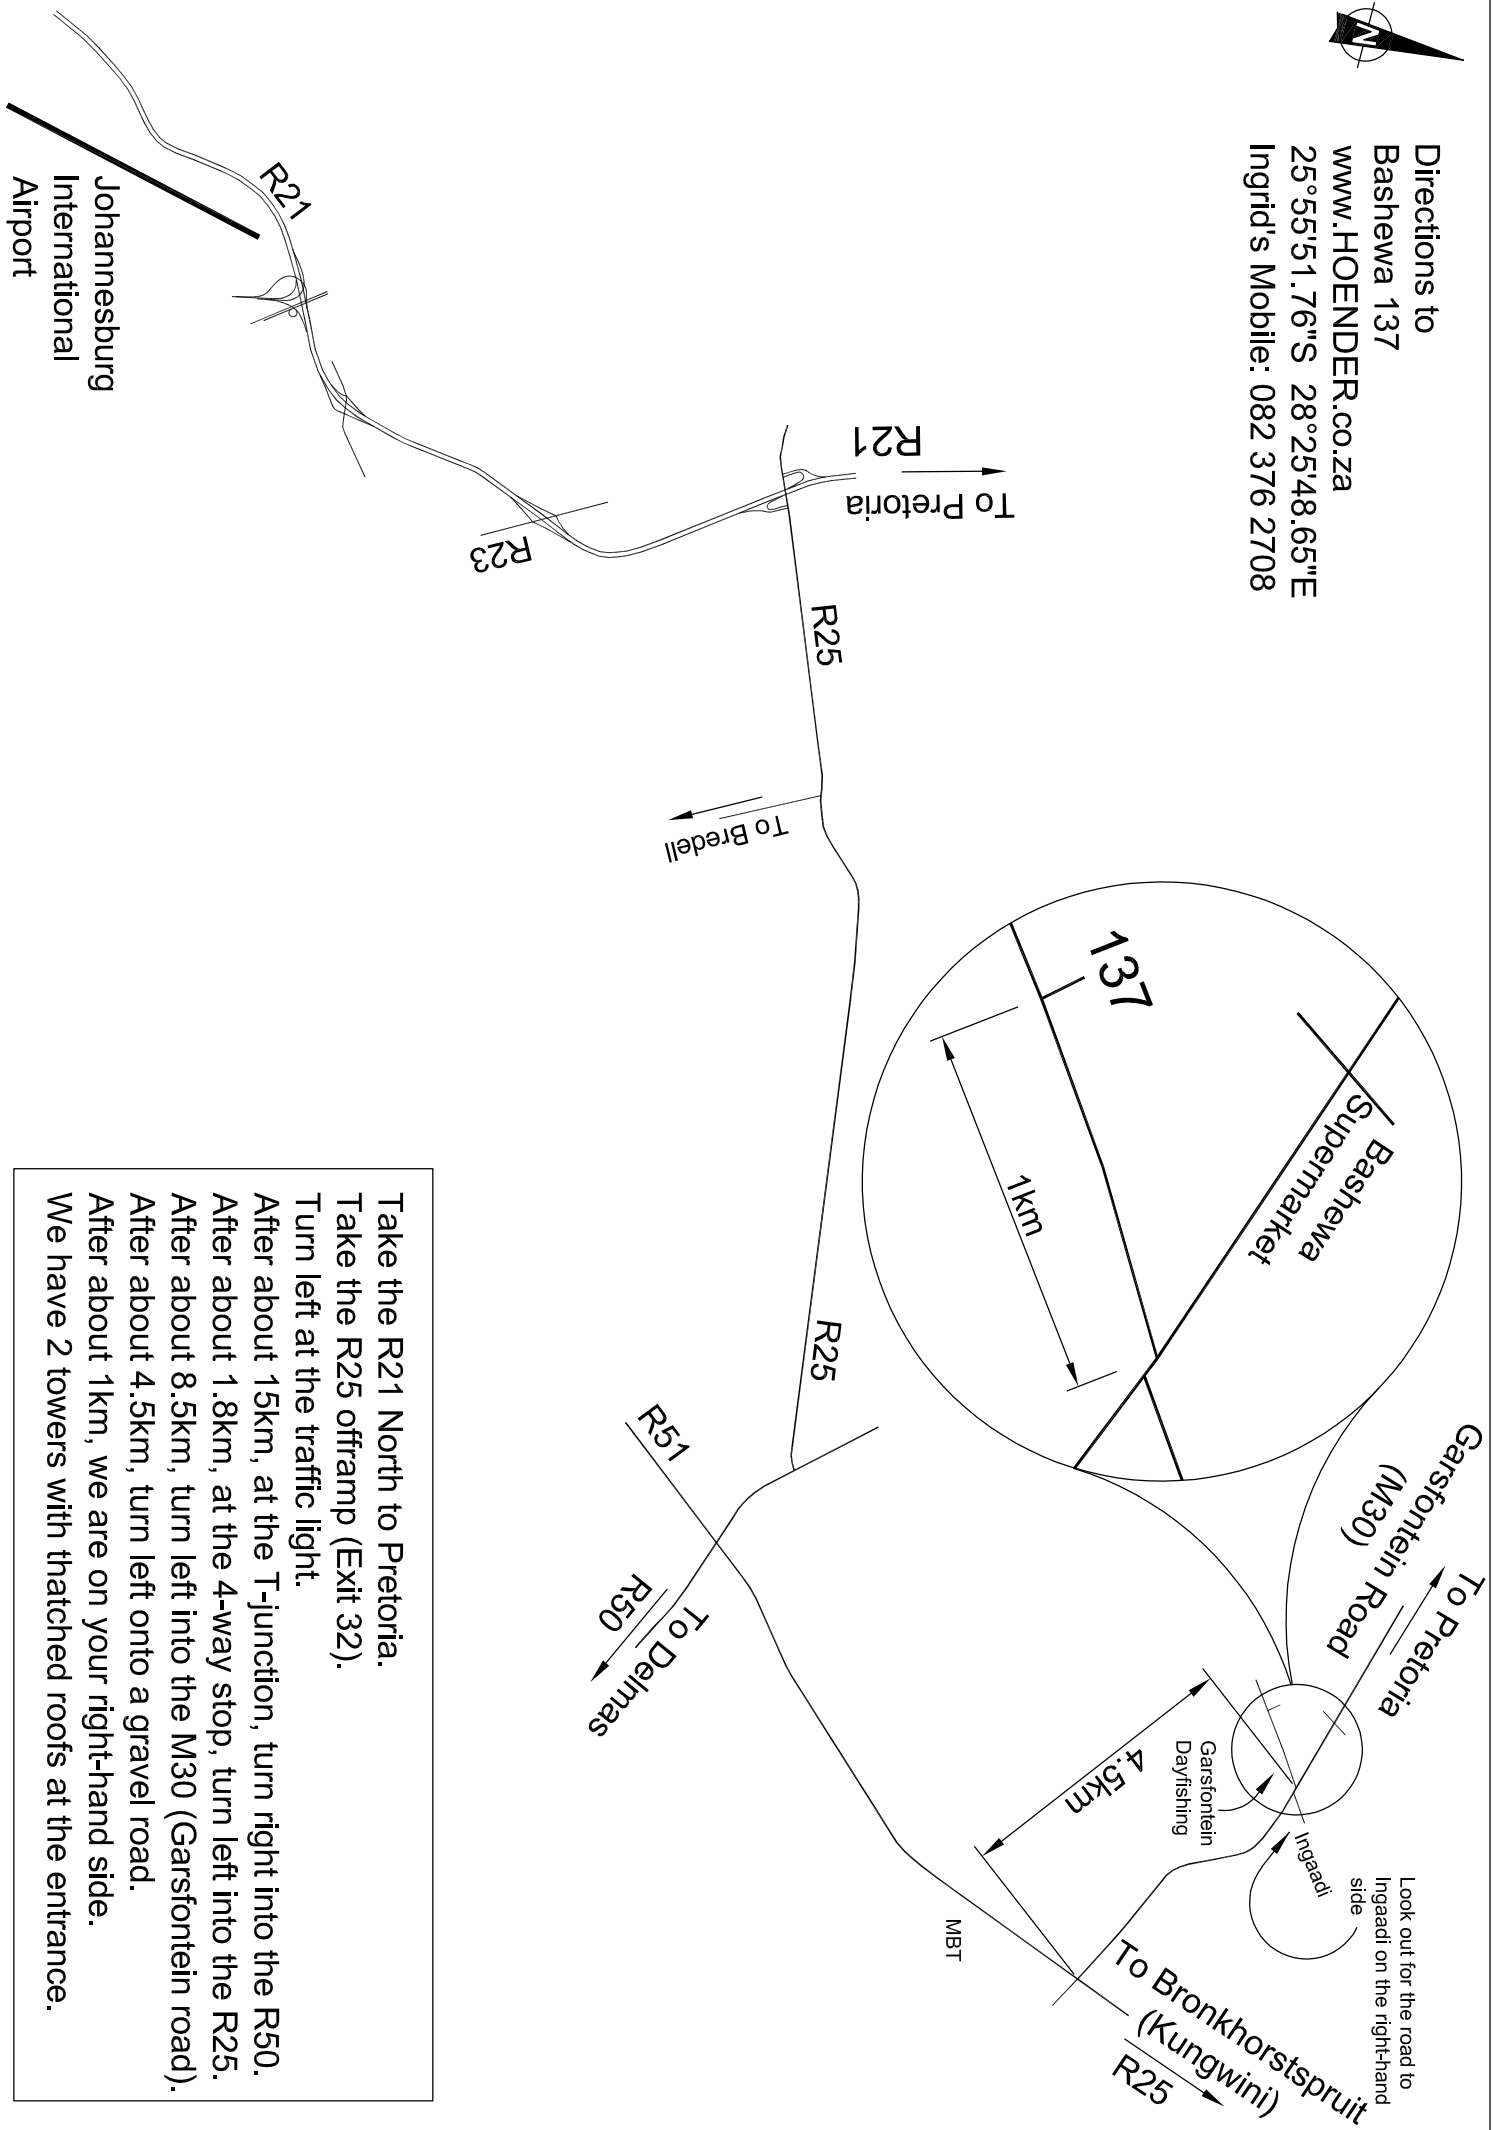 N
Directions to
Bashewa 137
www.HOENDER.co.za
25°55'51.76"S 28°25'48.65"E
Ingrid's Mobile: 082 376 2708
Look out for the road to
Ingaadi on the right-hand
side
Garsfontein Road
(M30)
To Pretoria
Bashewa
Supermarket
137
1km
Ingaadi
Garsfontein
Dayfishing
4.5km
To Bronkhorstspruit
(Kungwini)
R25
MBT
R21
To Pretoria
R25
To Bredell
R25
R51
R50
To Delmas
R23
R21
Johannesburg
International
Airport
Take the R21 North to Pretoria.
Take the R25 offramp (Exit 32).
Turn left at the traffic light.
After about 15km, at the T-junction, turn right into the R50.
After about 1.8km, at the 4-way stop, turn left into the R25.
After about 8.5km, turn left into the M30 (Garsfontein road).
After about 4.5km, turn left onto a gravel road.
After about 1km, we are on your right-hand side.
We have 2 towers with thatched roofs at the entrance.